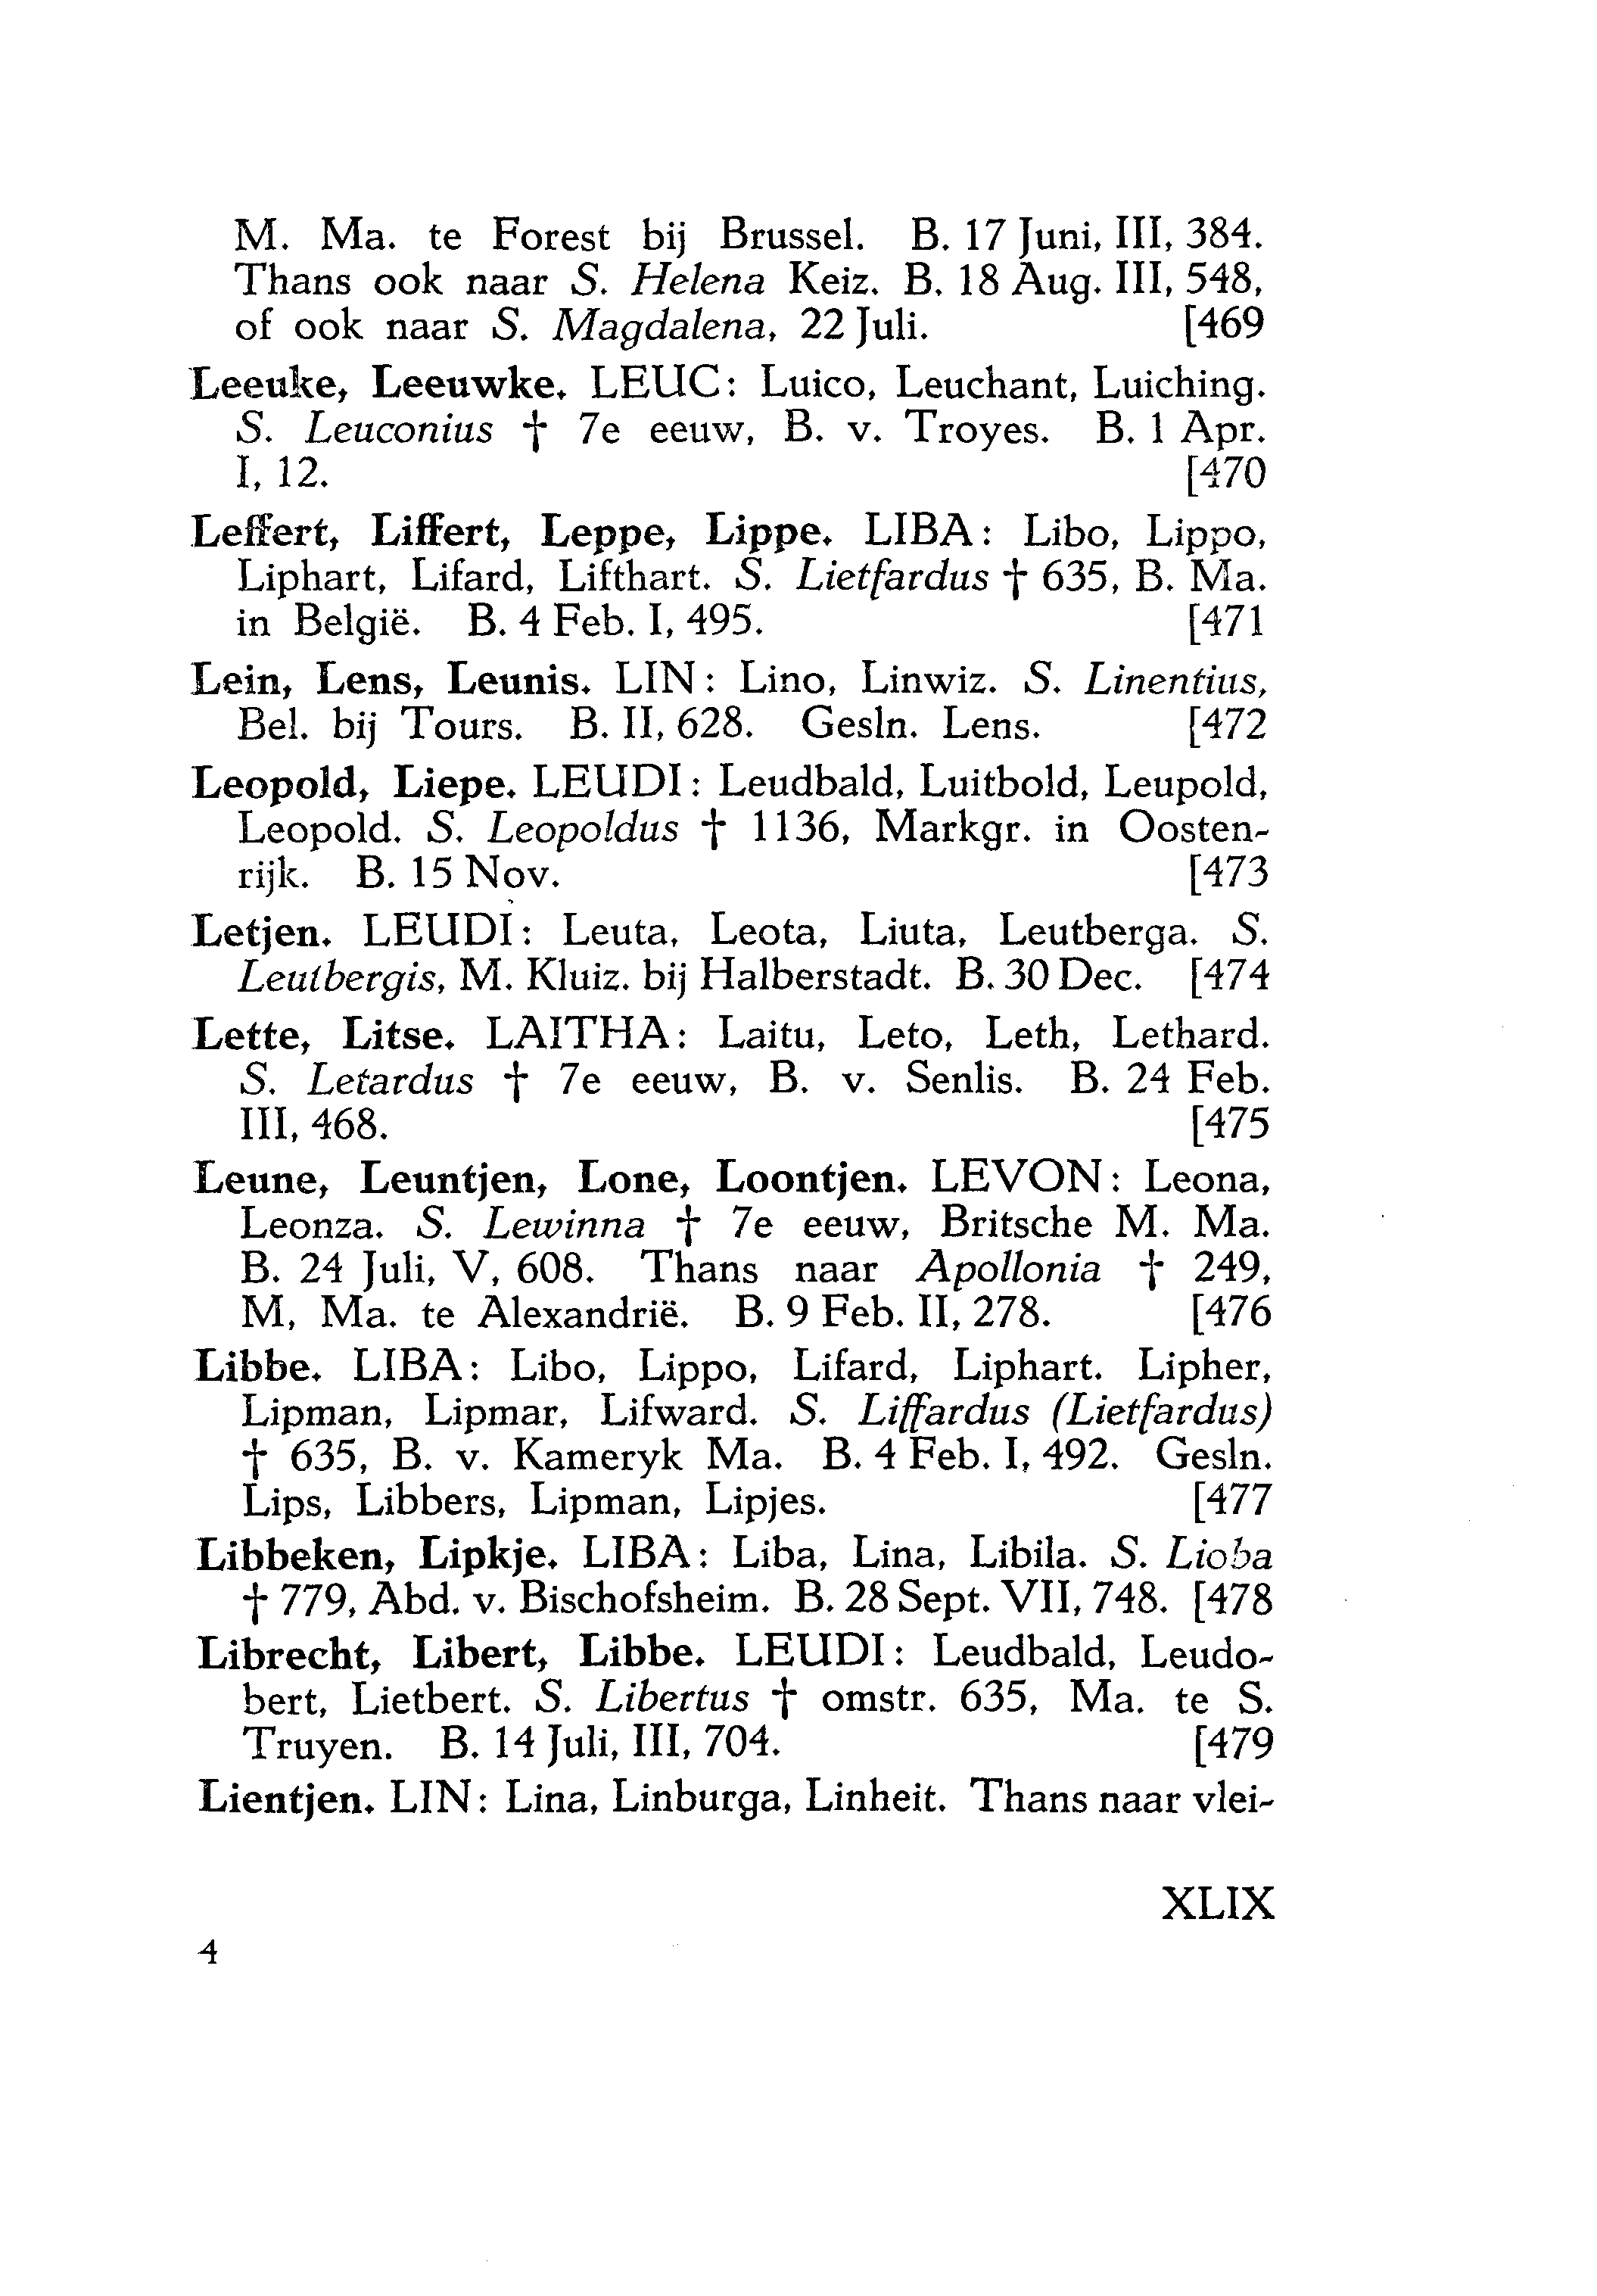 M. Ma. te Forest bij Brussel. B. 17 Juni, III, 384.
Thans ook naar S. Helena Keiz. B. 18 Aug. III, 548,
of ook naar S. Magdalena, 22 Juli. [469
Leeuke, Leeuwke. LEUC: Luico, Leuchant, Luiching.
S. Leuconius † 7e eeuw, B. v. Troyes. B. 1 Apr.
I, 12. [470
Leffert, Liffert, Leppe, Lippe. LIBA: Libo, Lippo,
Liphart, Lifard, Lifthart. S. Lietfardus † 635, B. Ma.
in België. B. 4 Feb. I, 495. [471
Lein, Lens, Leunis. LIN: Lino, Linwiz. S. Linentius,
Bel. bij Tours. B. II, 628. Gesln. Lens. [472
Leopold, Liepe. LEUDI: Leudbald, Luitbold, Leupold,
Leopold. S. Leopoldus † 1136, Markgr. in Oosten-
rijk. B. 15 Nov. [473
Letjen. LEUDI: Leuta, Leota, Liuta, Leutberga. S.
Leutbergis, M. Kluiz. bij Halberstadt. B. 30 Dec. [474
Lette, Litse. LAITHA: Laitu, Leto, Leth, Lethard.
S. Letardus † 7e eeuw, B. v. Senlis. B. 24 Feb.
III, 468. [475
Leune, Leuntjen, Lone, Loontjen. LEVON: Leona,
Leonza. S. Lewinna † 7e eeuw, Britsche M. Ma.
B. 24 Juli, V, 608. Thans naar Apollonia † 249,
M, Ma. te Alexandrië. B. 9 Feb. II, 278. [476
Libbe. LIBA: Libo, Lippo, Lifard, Liphart. Lipher,
Lipman, Lipmar, Lifward. S. Liffardus (Lietfardus)
† 635, B. v. Kameryk Ma. B. 4 Feb. I, 492. Gesln.
Lips, Libbers, Lipman, Lipjes. [477
Libbeken, Lipkje. LIBA: Liba, Lina, Libila. S. Lioba
† 779, Abd. v. Bischofsheim. B. 28 Sept. VII, 748. [478
Librecht, Libert, Libbe. LEUDI: Leudbald, Leudo-
bert, Lietbert. S. Libertus † omstr. 635, Ma. te S.
Truyen. B. 14 Juli, III, 704. [479
Lientjen. LIN: Lina, Linburga, Linheit. Thans naar vlei-
XLIX
4